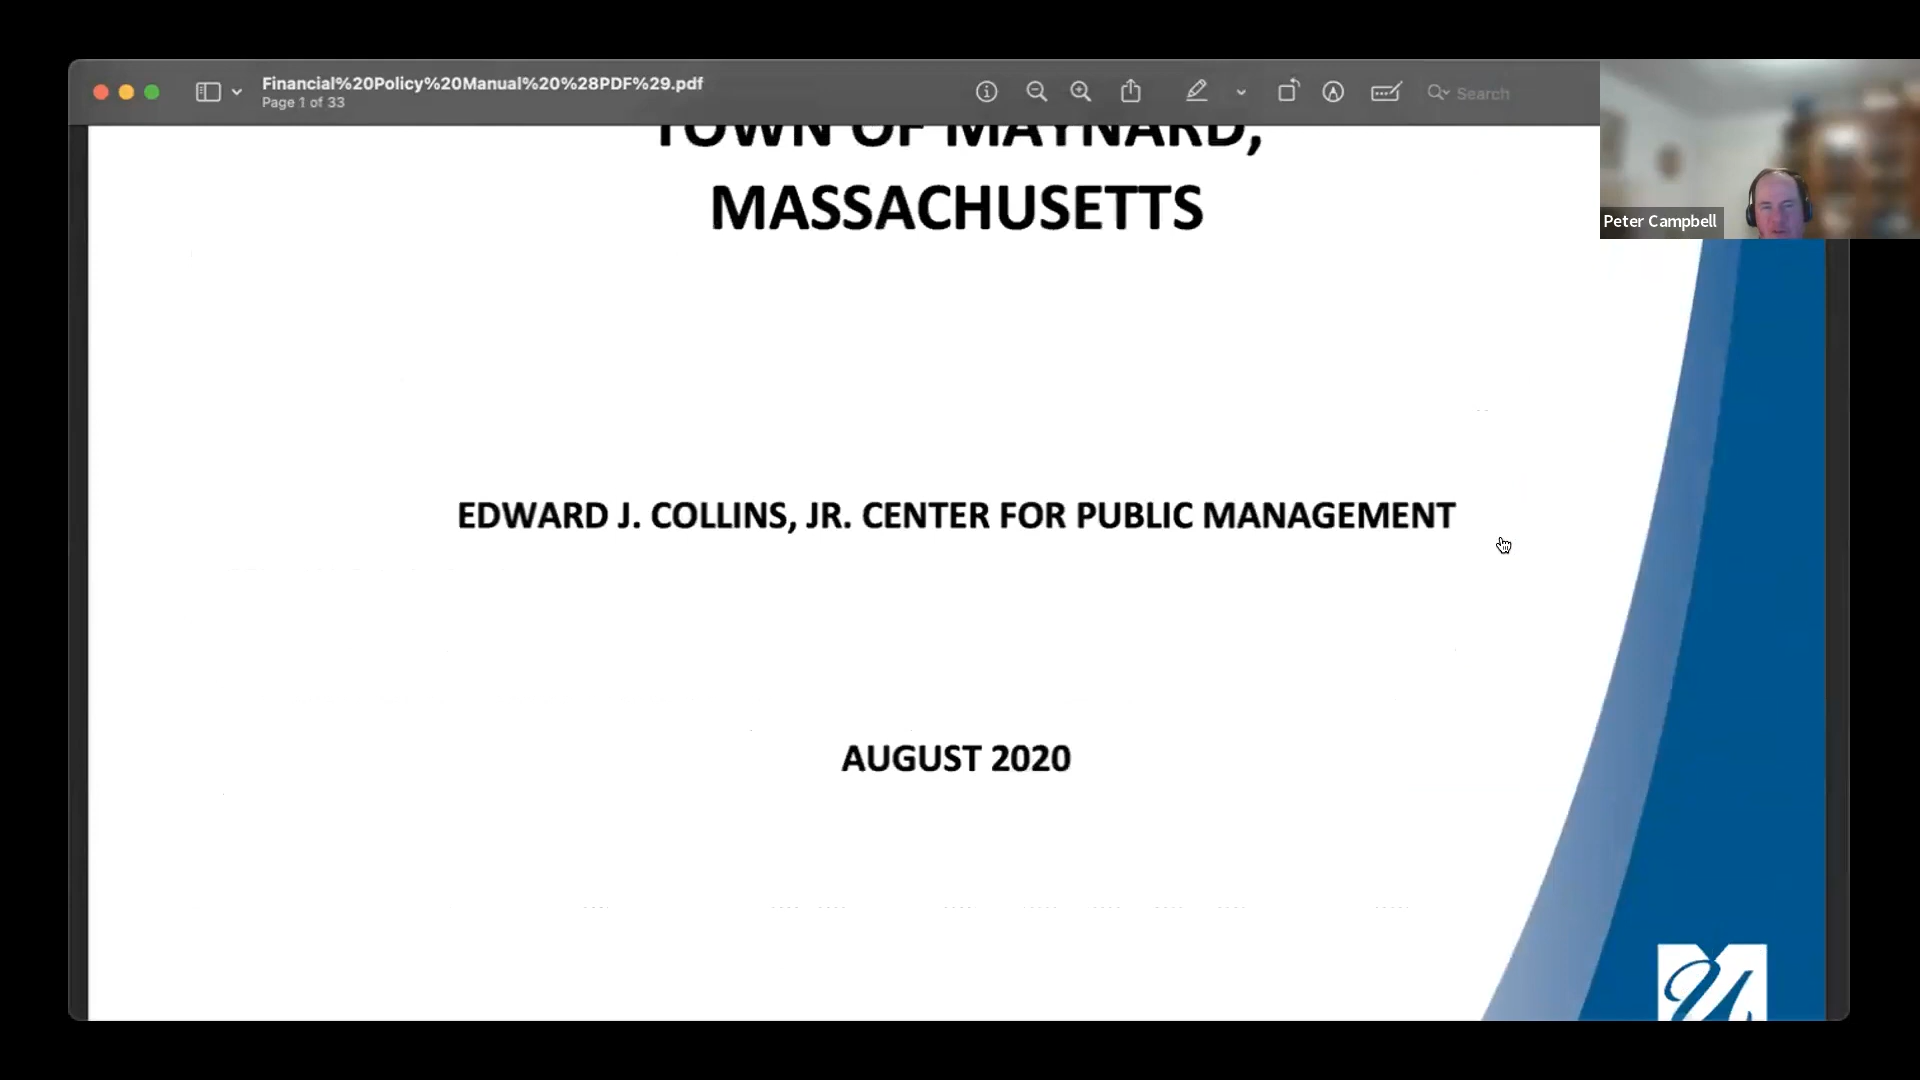 Financial%20Policy%20Manual%20%28PDF%29.pdf
Page 1 of 33
Search
TOWN OF MAYNARD,
MASSACHUSETTS
Peter Campbell
EDWARD J. COLLINS, JR. CENTER FOR PUBLIC MANAGEMENT
AUGUST 2020